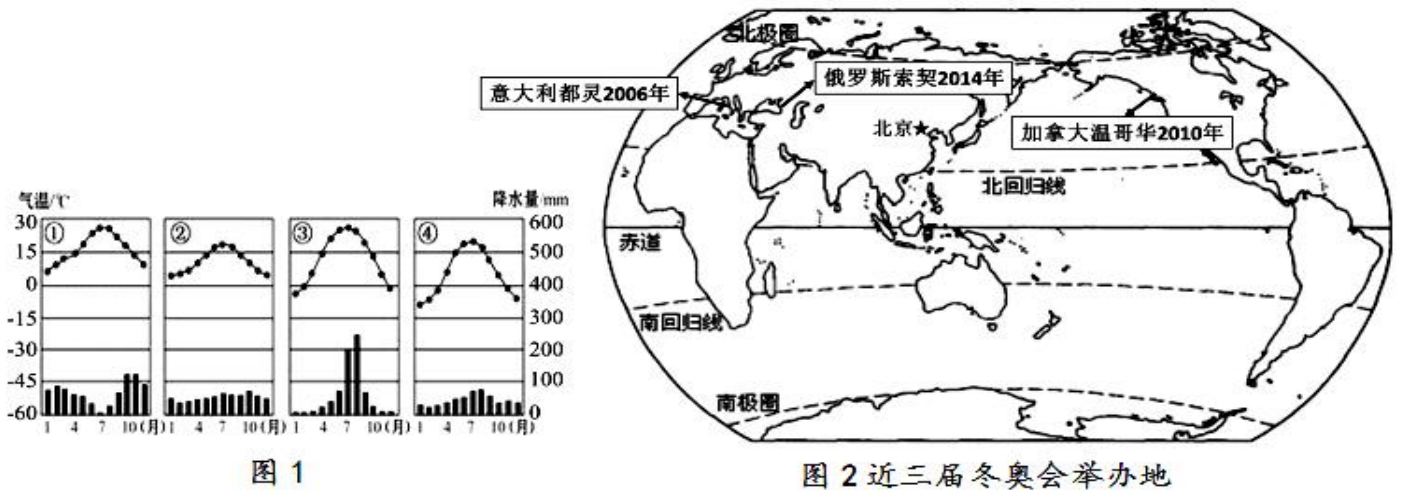 气温/℃
降水量/mm
30
15
0
-15
-30
-45
-60
①
②
③
④
600
500
400
300
200
100
0
1 4 7 10(月)
1 4 7 10(月)
1 4 7 10(月)
1 4 7 10(月)
图 1
北极圈
意大利都灵2006年
俄罗斯索契2014年
北京★
加拿大温哥华2010年
北回归线
赤道
南回归线
南极圈
图 2 近三届冬奥会举办地